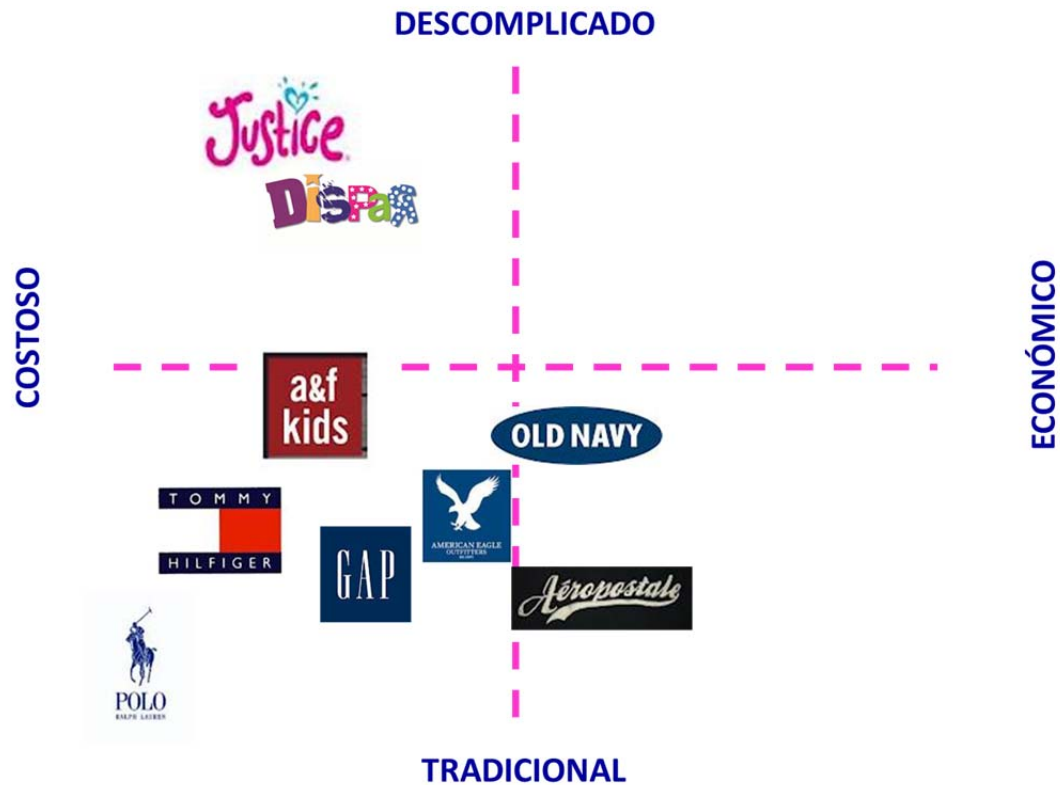 DESCOMPLICADO
Justice
DISPAR
COSTOSO
ECONÓMICO
a&f
kids
OLD NAVY
TOMMY
HILFIGER
AMERICAN EAGLE
OUTFITTERS
GAP
Aéropostale
POLO
RALPH LAUREN
TRADICIONAL